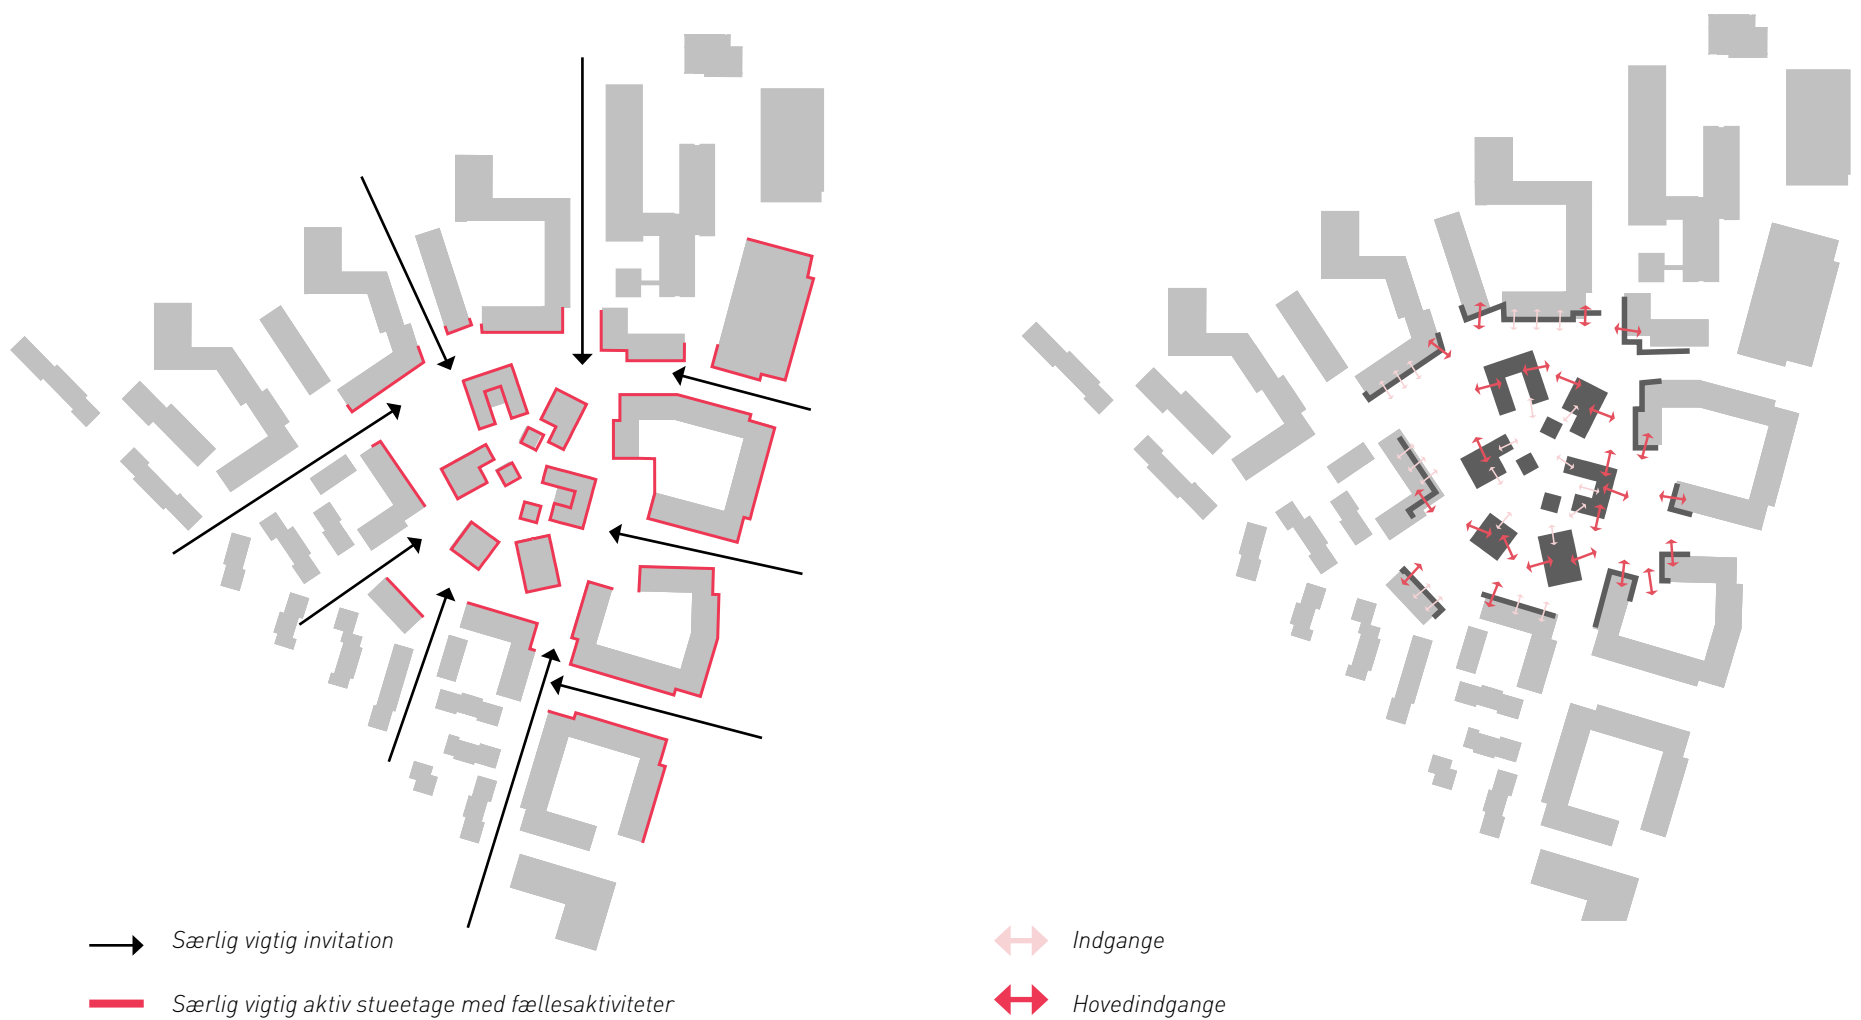 Særlig vigtig invitation
Særlig vigtig aktiv stueetage med fællesaktiviteter
Indgange
Hovedindgange